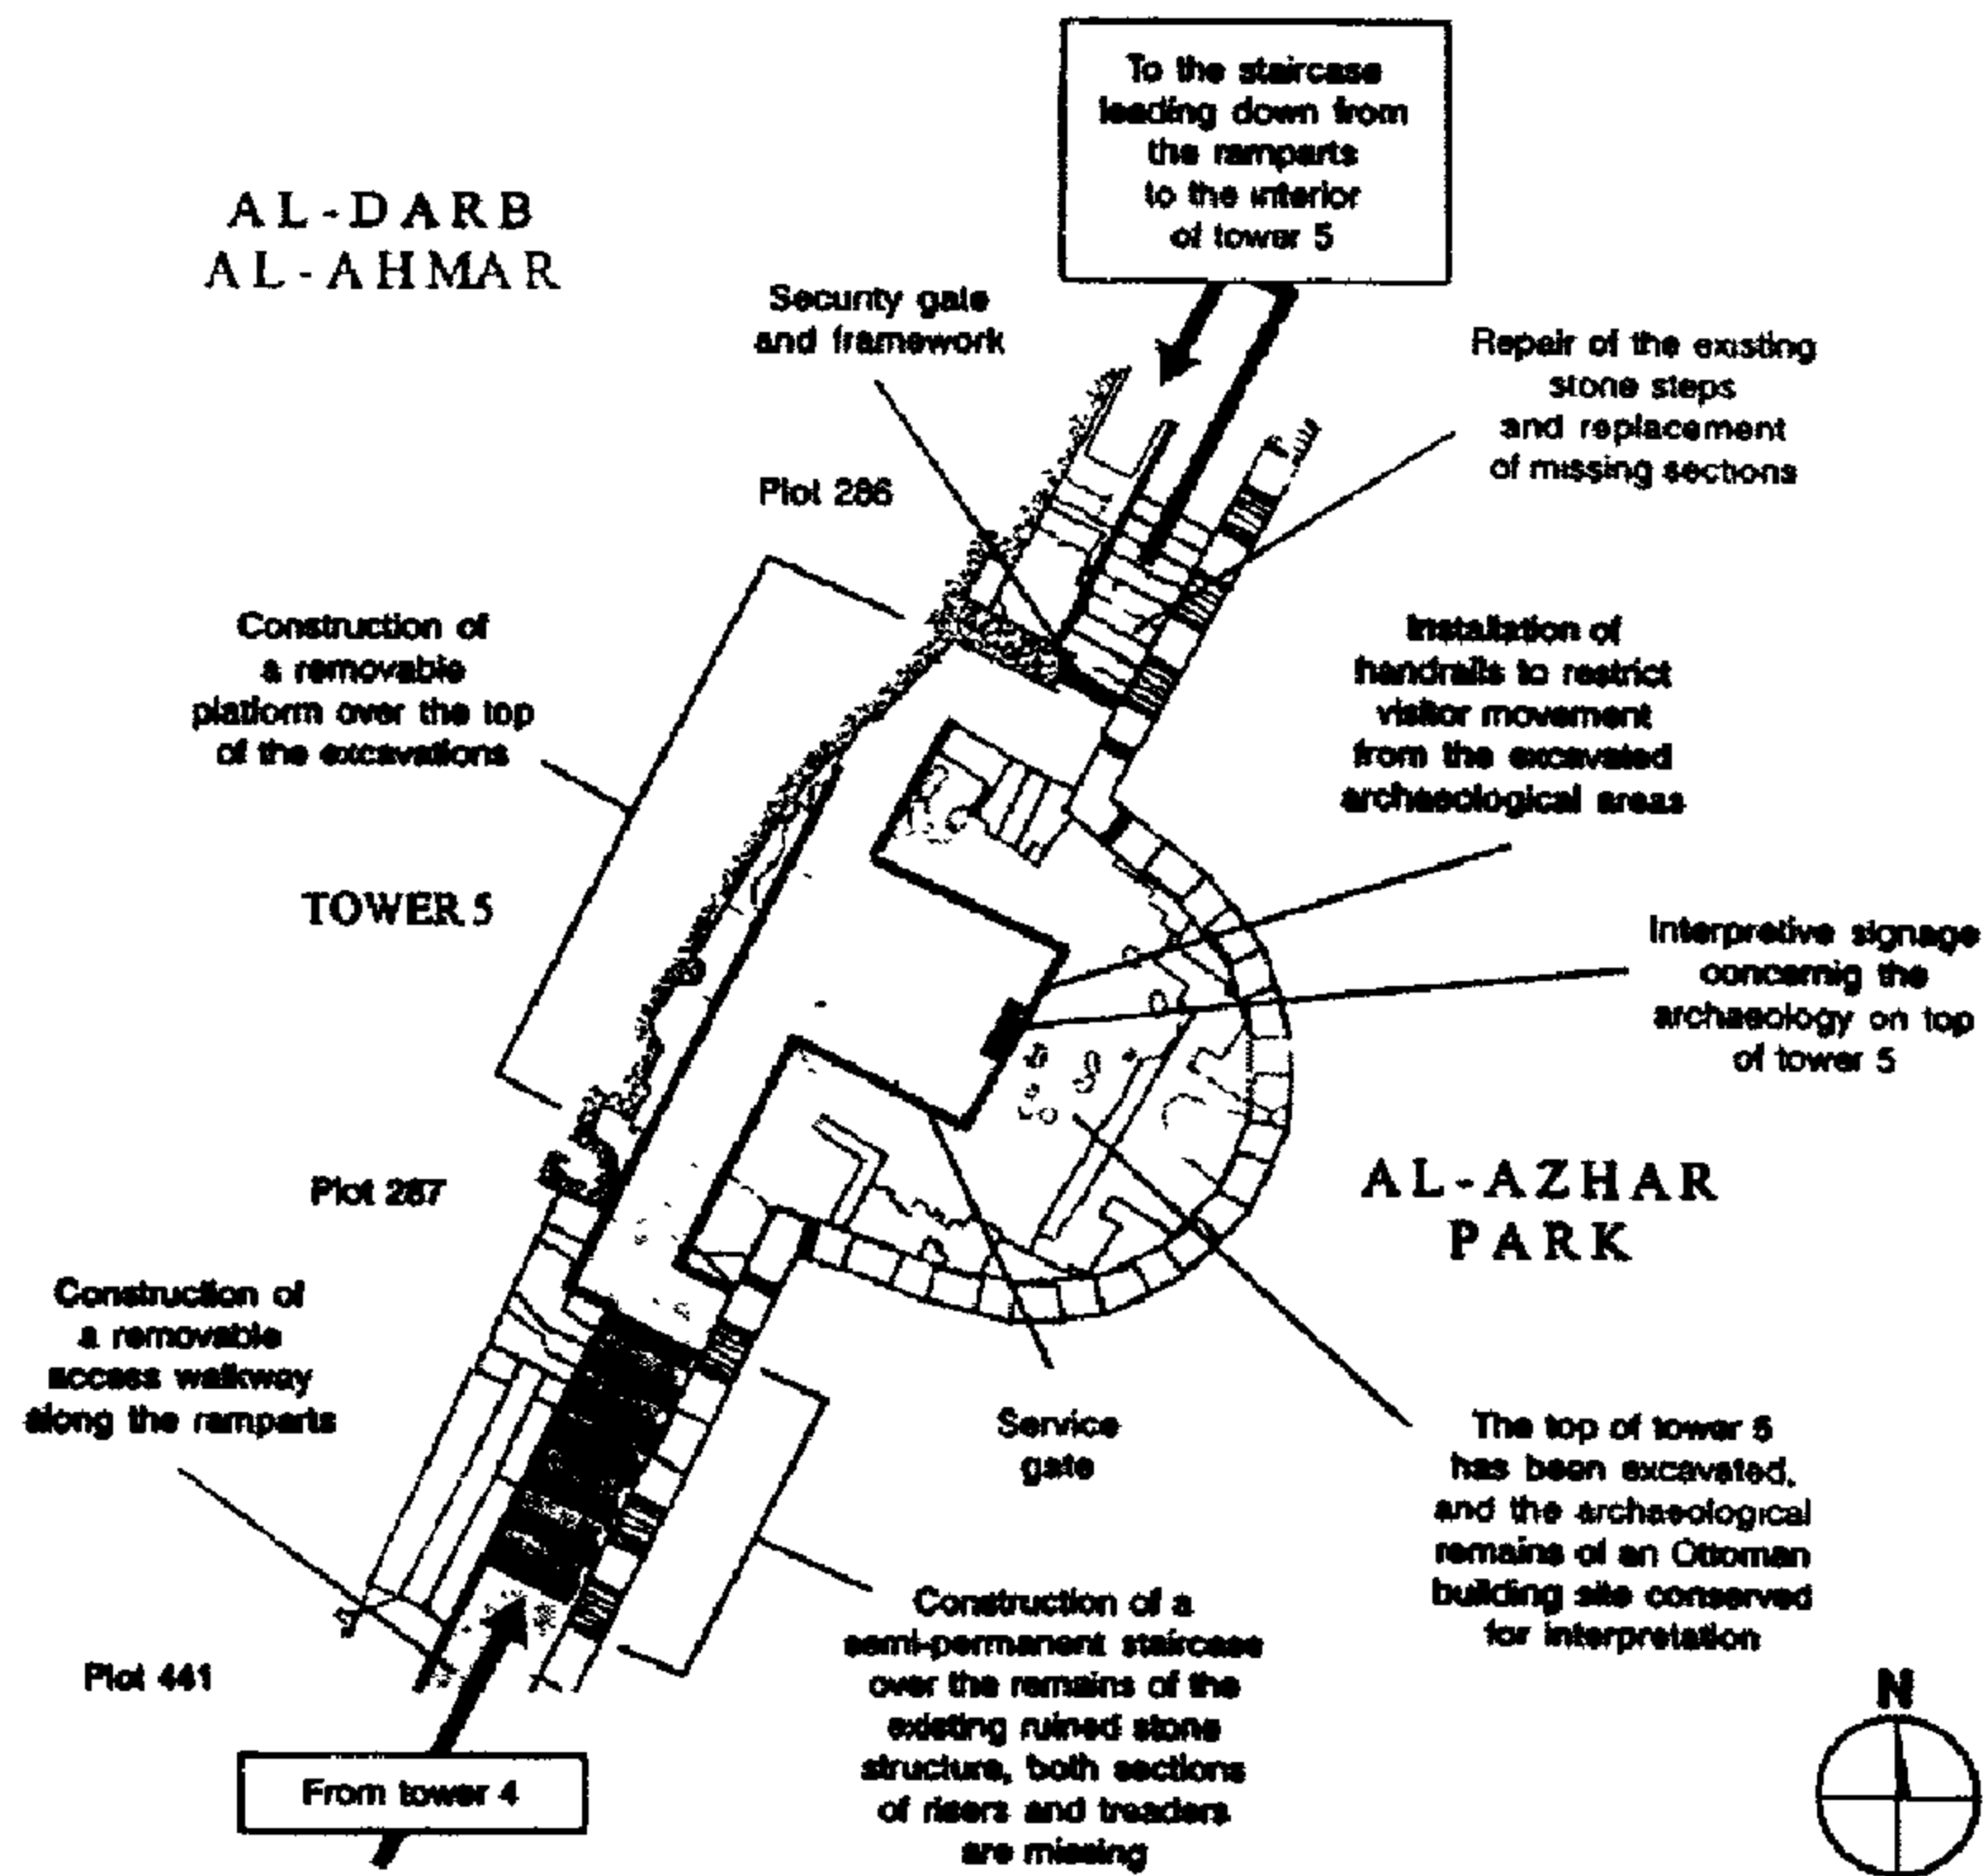 To the staircase
leading down from
the ramparts
to the interior
of tower 5
AL-DARB
AL-AHMAR
Security gate
and framework
Repair of the existing
stone steps
and replacement
of missing sections
Plot 286
Construction of
a removable
platform over the top
of the excavations
Installation of
handrails to restrict
visitor movement
from the excavated
archaeological areas
TOWER 5
Interpretive signage
concernig the
archaeology on top
of tower 5
Plot 287
AL-AZHAR
PARK
Construction of
a removable
access walkway
along the ramparts
Service
gate
The top of tower 5
has been excavated,
and the archaeological
remains of an Ottoman
building site conserved
for interpretation
Construction of a
semi-permanent staircase
over the remains of the
existing ruined stone
structure, both sections
of risers and treaders
are missing
Plot 441
From tower 4
N